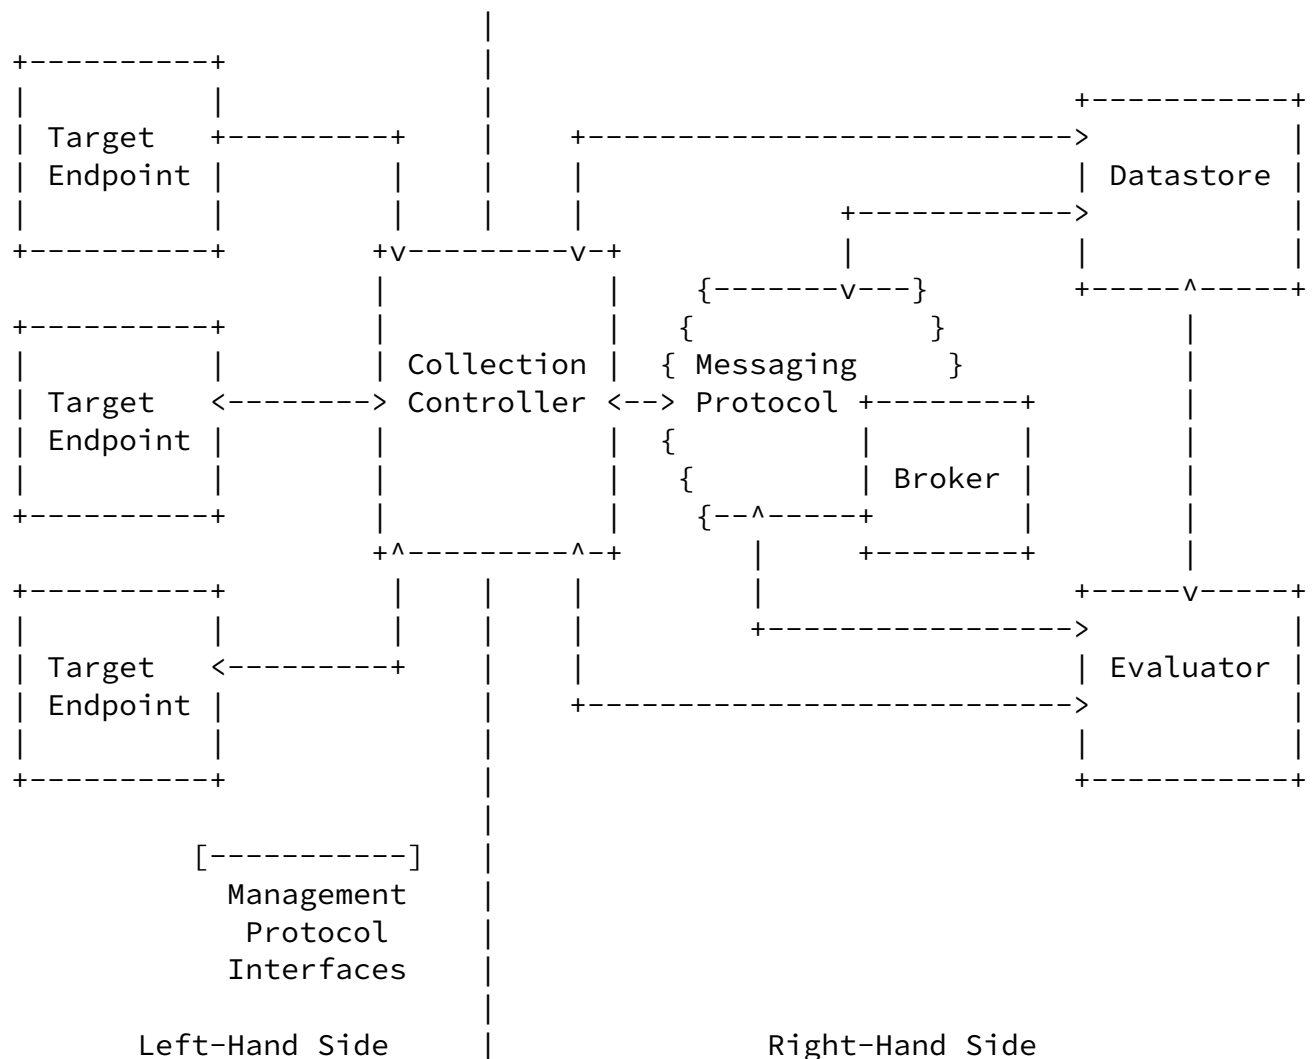 Target
Endpoint
Datastore
Target
Endpoint
Collection
Controller
Messaging
Protocol
Broker
Target
Endpoint
Evaluator
Management
Protocol
Interfaces
Left-Hand Side
Right-Hand Side